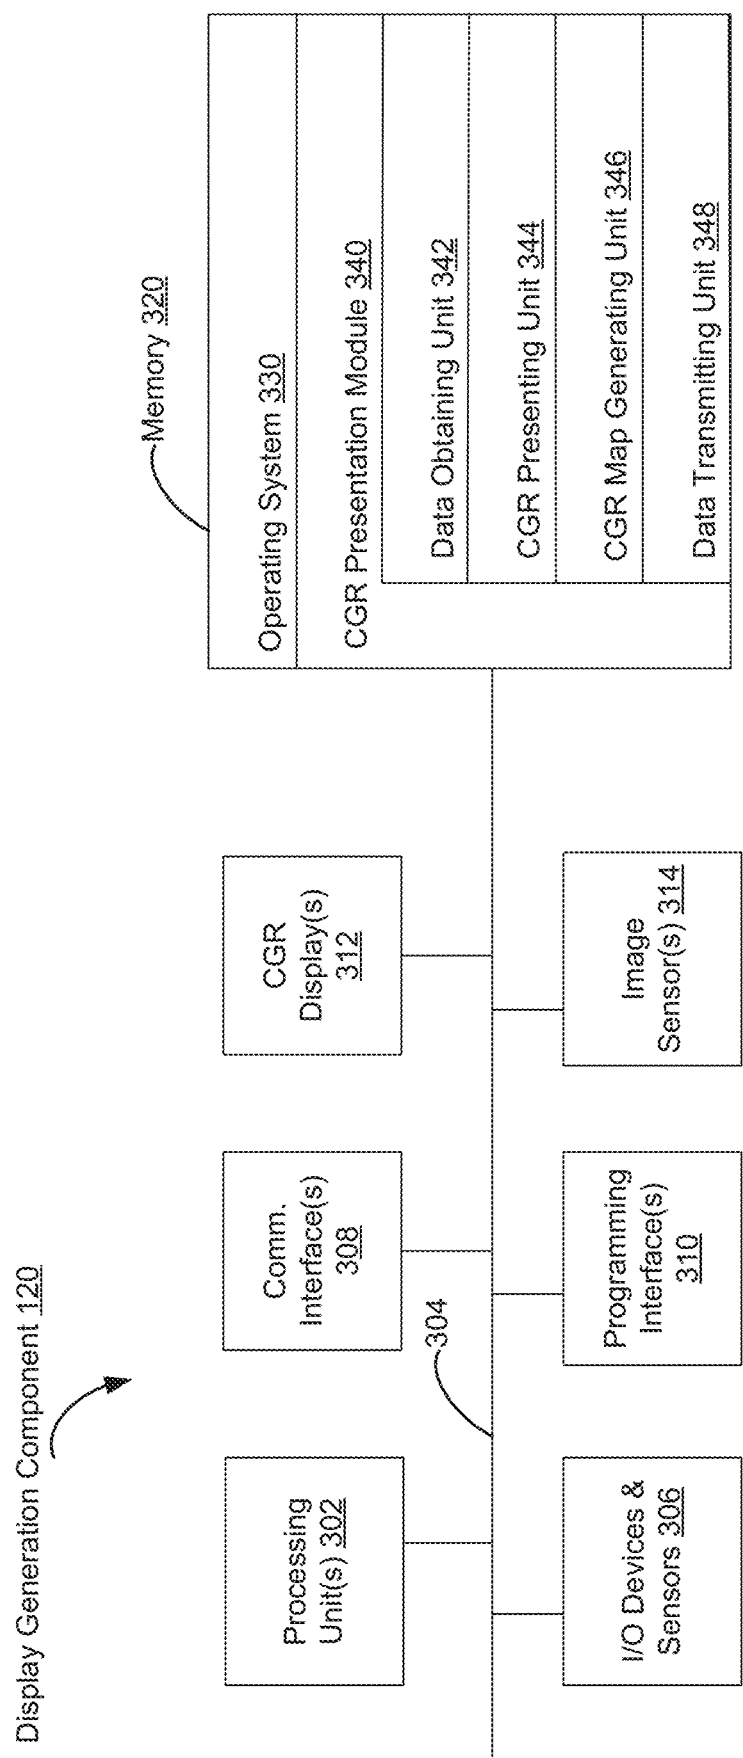 Display Generation Component 120
Processing
Unit(s) 302
Comm.
Interface(s)
308
CGR
Display(s)
312
304
I/O Devices &
Sensors 306
Programming
Interface(s)
310
Image
Sensor(s) 314
Memory 320
Operating System 330
CGR Presentation Module 340
Data Obtaining Unit 342
CGR Presenting Unit 344
CGR Map Generating Unit 346
Data Transmitting Unit 348